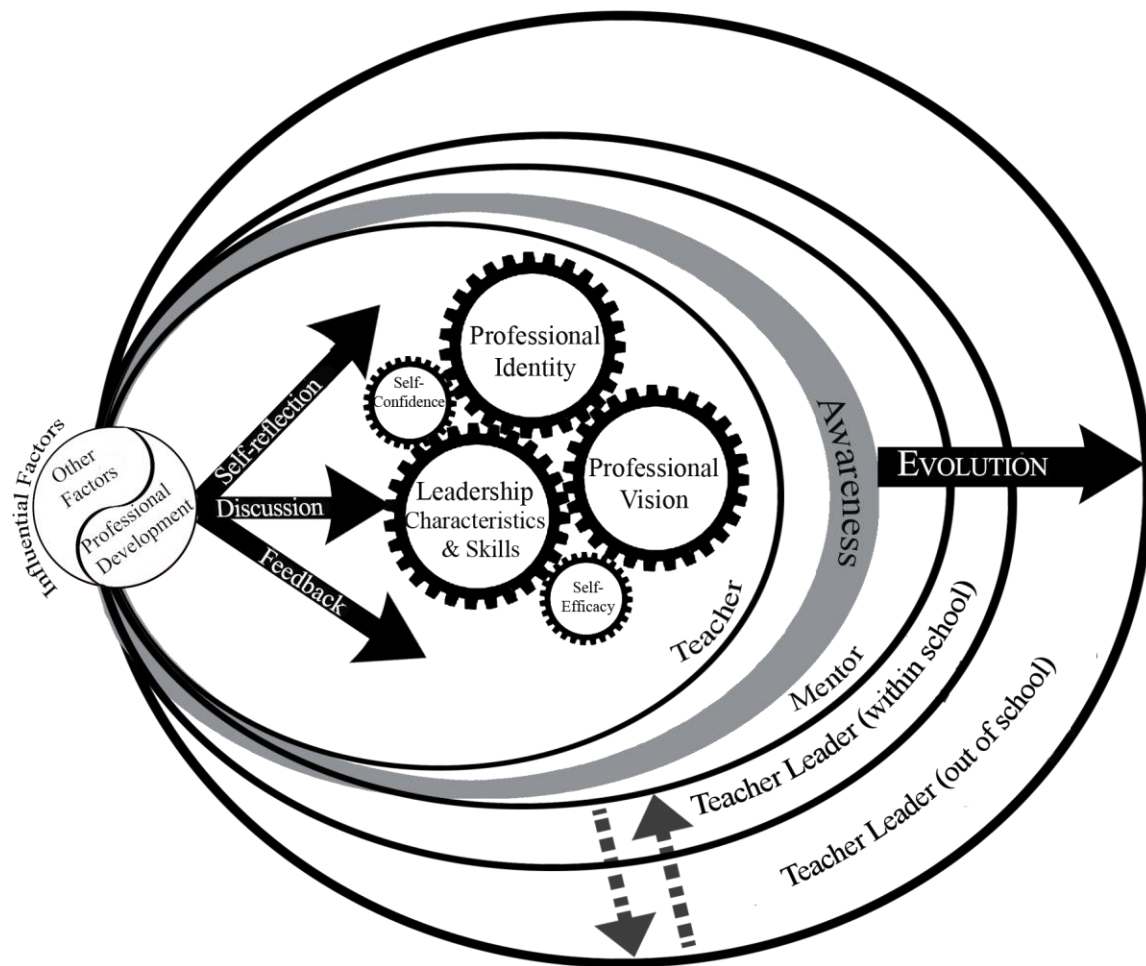 Influential Factors
Other
Factors
Professional
Development
Self-reflection
Discussion
Feedback
Professional
Identity
Self-
Confidence
Leadership
Characteristics
& Skills
Professional
Vision
Self-
Efficacy
Teacher
Awareness
EVOLUTION
Mentor
Teacher Leader (within school)
Teacher Leader (out of school)